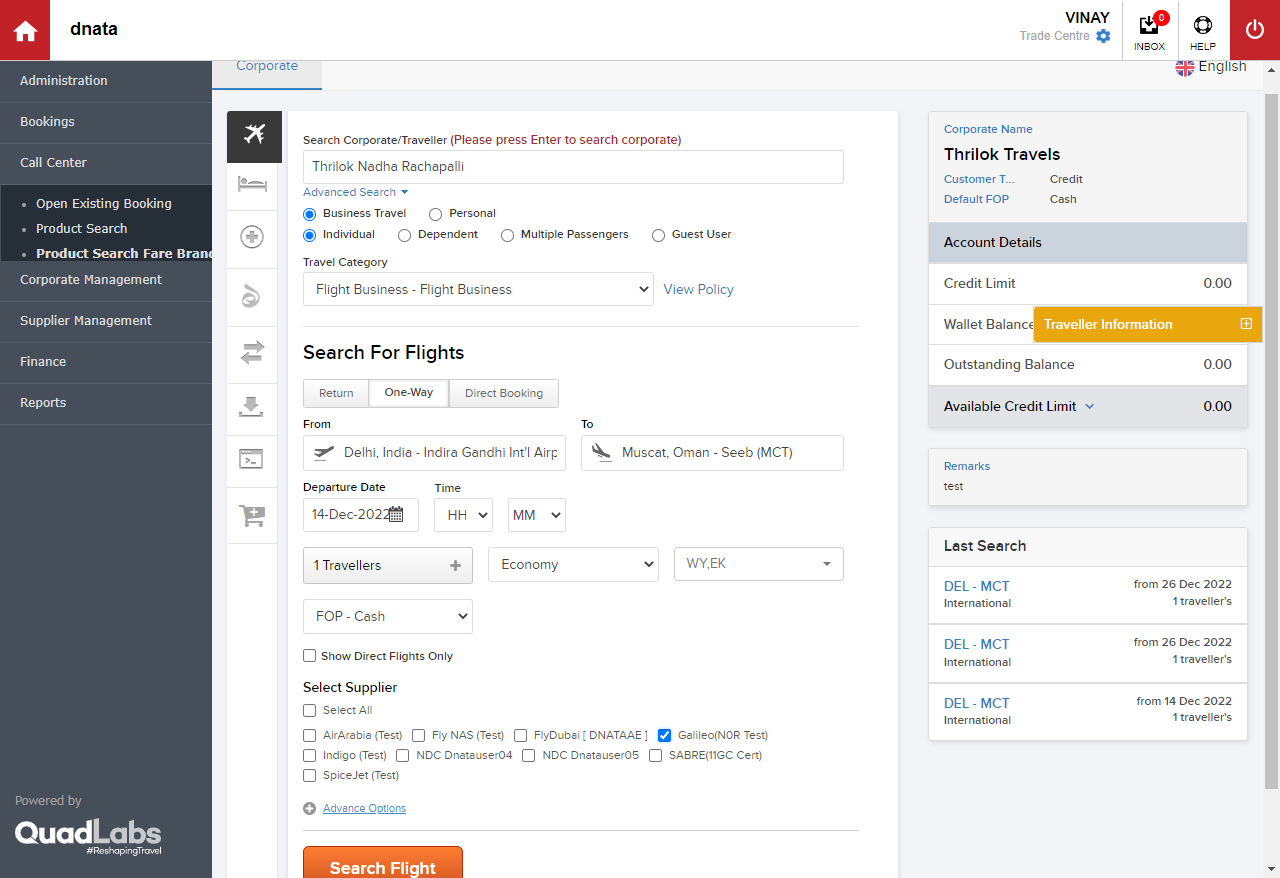 dnata
VINAY
Trade Centre
0
INBOX
HELP
Administration
Bookings
Call Center
Open Existing Booking
Product Search
Product Search Fare Brand
Corporate Management
Supplier Management
Finance
Reports
Powered by
QuadLabs
#ReshapingTravel
Corporate
English
Search Corporate/Traveller (Please press Enter to search corporate)
Thrilok Nadha Rachapalli
Advanced Search
Business Travel Personal
Individual Dependent Multiple Passengers Guest User
Travel Category
Flight Business - Flight Business View Policy
Search For Flights
Return One-Way Direct Booking
From To
Delhi, India - Indira Gandhi Int'l Airp Muscat, Oman - Seeb (MCT)
Departure Date Time
14-Dec-2022 HH MM
1 Travellers Economy WY,EK
FOP - Cash
Show Direct Flights Only
Select Supplier
Select All
AirArabia (Test) Fly NAS (Test) FlyDubai [ DNATAAE ] Galileo(N0R Test)
Indigo (Test) NDC Dnatauser04 NDC Dnatauser05 SABRE(11GC Cert)
SpiceJet (Test)
Advance Options
Search Flight
Corporate Name
Thrilok Travels
Customer T... Credit
Default FOP Cash
Account Details
Credit Limit 0.00
Wallet Balance
Traveller Information
Outstanding Balance 0.00
Available Credit Limit 0.00
Remarks
test
Last Search
DEL - MCT from 26 Dec 2022
International 1 traveller's
DEL - MCT from 26 Dec 2022
International 1 traveller's
DEL - MCT from 14 Dec 2022
International 1 traveller's